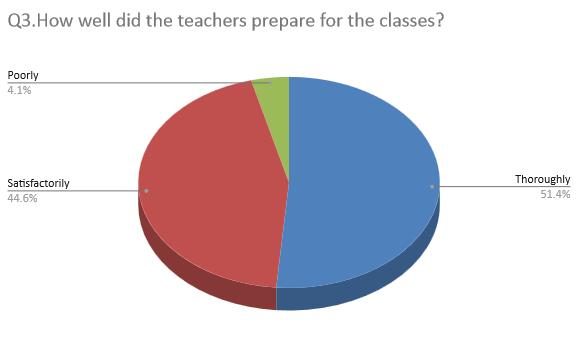 Q3.How well did the teachers prepare for the classes?
Poorly
4.1%
Satisfactorily
44.6%
Thoroughly
51.4%